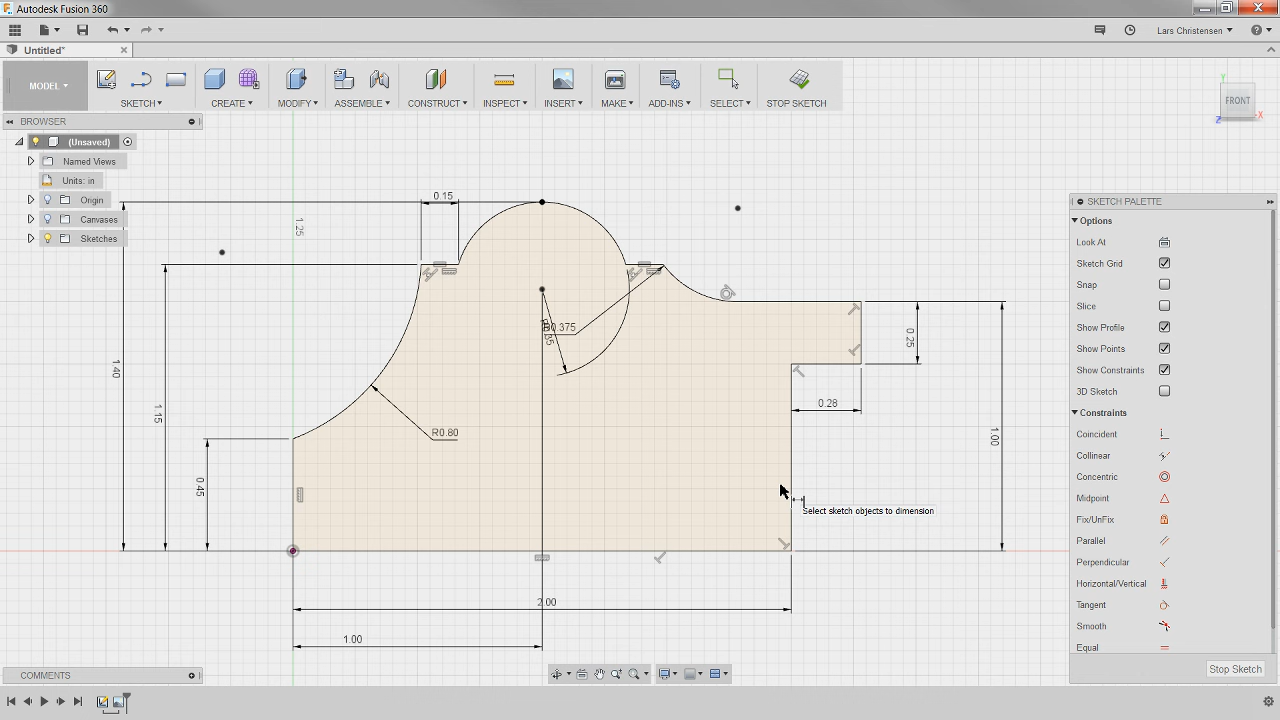 Autodesk Fusion 360
Lars Christensen
Untitled*
MODEL
SKETCH
CREATE
MODIFY
ASSEMBLE
CONSTRUCT
INSPECT
INSERT
MAKE
ADD-INS
SELECT
STOP SKETCH
FRONT
Y
Z
X
BROWSER
(Unsaved)
Named Views
Units: in
Origin
Canvases
Sketches
0.15
1.25
1.40
1.15
0.45
R0.375
R0.80
0.25
0.28
1.00
2.00
1.00
Select sketch objects to dimension
SKETCH PALETTE
Options
Look At
Sketch Grid
Snap
Slice
Show Profile
Show Points
Show Constraints
3D Sketch
Constraints
Coincident
Collinear
Concentric
Midpoint
Fix/UnFix
Parallel
Perpendicular
Horizontal/Vertical
Tangent
Smooth
Equal
Stop Sketch
COMMENTS